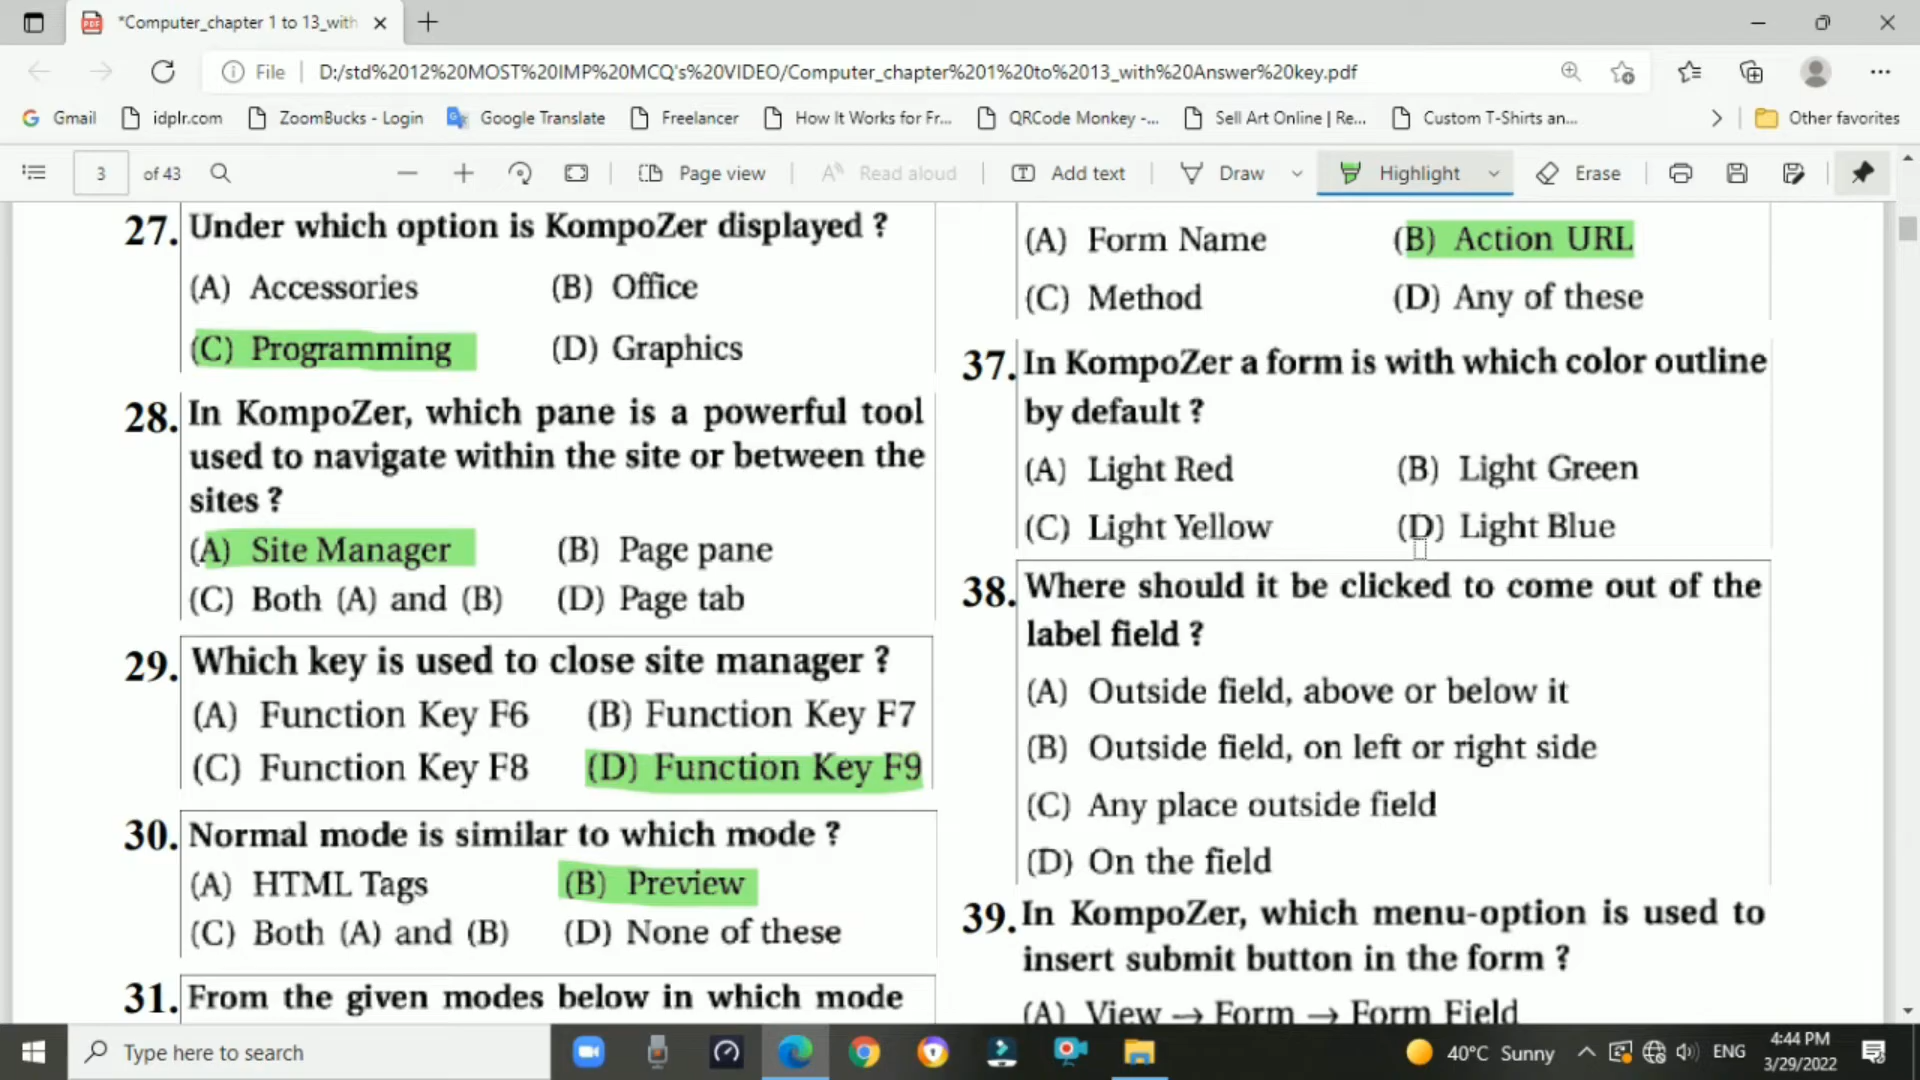 *Computer_chapter 1 to 13_with
File
D:/std%2012%20MOST%20IMP%20MCQ's%20VIDEO/Computer_chapter%201%20to%2013_with%20Answer%20key.pdf
Gmail
idplr.com
ZoomBucks - Login
Google Translate
Freelancer
How It Works for Fr...
QRCode Monkey -...
Sell Art Online | Re...
Custom T-Shirts an...
Other favorites
3 of 43
Page view
Read aloud
Add text
Draw
Highlight
Erase
27. Under which option is KompoZer displayed ?
(A) Accessories (B) Office
(C) Programming (D) Graphics
28. In KompoZer, which pane is a powerful tool
used to navigate within the site or between the
sites ?
(A) Site Manager (B) Page pane
(C) Both (A) and (B) (D) Page tab
29. Which key is used to close site manager ?
(A) Function Key F6 (B) Function Key F7
(C) Function Key F8 (D) Function Key F9
30. Normal mode is similar to which mode ?
(A) HTML Tags (B) Preview
(C) Both (A) and (B) (D) None of these
31. From the given modes below in which mode
(A) Form Name (B) Action URL
(C) Method (D) Any of these
37. In KompoZer a form is with which color outline
by default ?
(A) Light Red (B) Light Green
(C) Light Yellow (D) Light Blue
38. Where should it be clicked to come out of the
label field ?
(A) Outside field, above or below it
(B) Outside field, on left or right side
(C) Any place outside field
(D) On the field
39. In KompoZer, which menu-option is used to
insert submit button in the form ?
(A) View → Form → Form Field
Type here to search
40°C Sunny
ENG
4:44 PM
3/29/2022